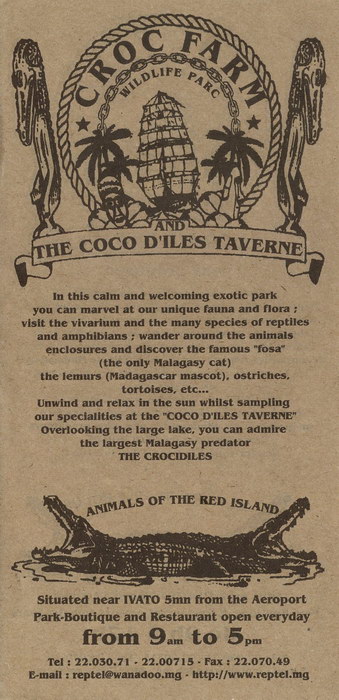 CROC FARM
WILDLIFE PARC
AND
THE COCO D'ILES TAVERNE
In this calm and welcoming exotic park
you can marvel at our unique fauna and flora ;
visit the vivarium and the many species of reptiles
and amphibians ; wander around the animals
enclosures and discover the famous "fosa"
(the only Malagasy cat)
the lemurs (Madagascar mascot), ostriches,
tortoises, etc...
Unwind and relax in the sun whilst sampling
our specialities at the "COCO D'ILES TAVERNE"
Overlooking the large lake, you can admire
the largest Malagasy predator
THE CROCIDILES
ANIMALS OF THE RED ISLAND
Situated near IVATO 5mn from the Aeroport
Park-Boutique and Restaurant open everyday
from 9am to 5pm
Tel : 22.030.71 - 22.00715 - Fax : 22.070.49
E-mail : reptel@wanadoo.mg - http://www.reptel.mg